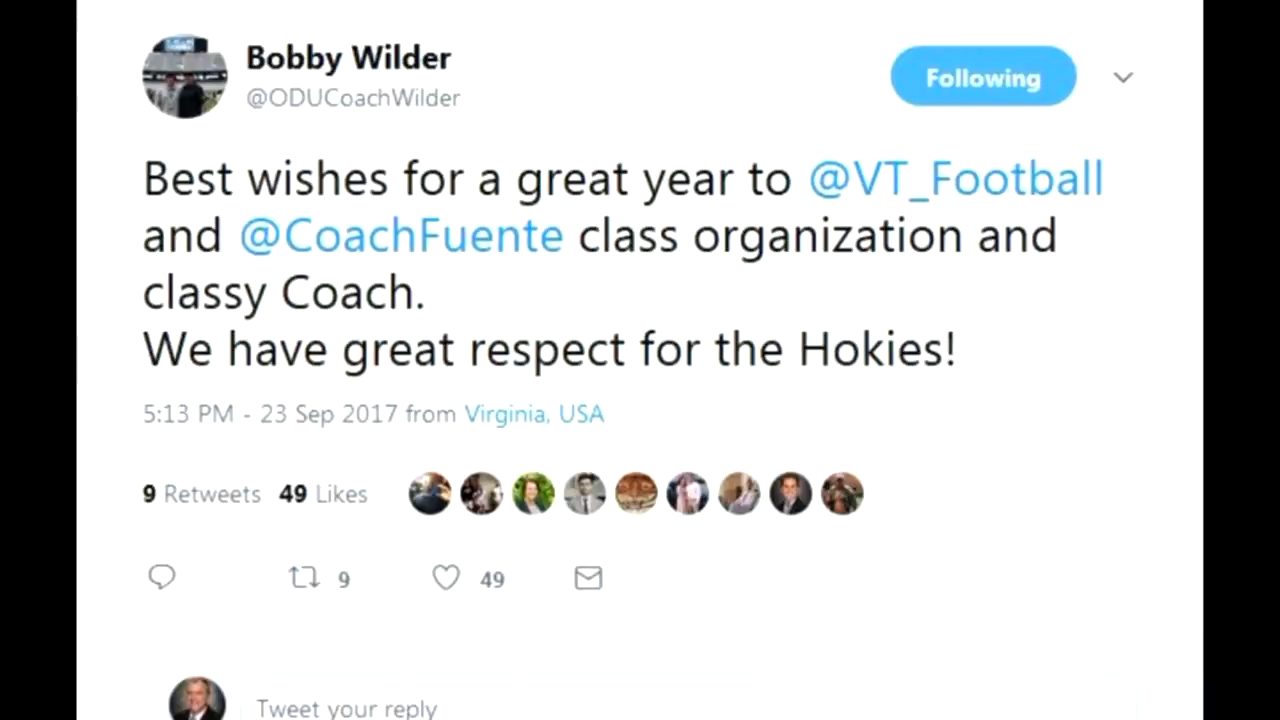 Bobby Wilder
@ODUCoachWilder
Following
Best wishes for a great year to @VT_Football
and @CoachFuente class organization and
classy Coach.
We have great respect for the Hokies!
5:13 PM - 23 Sep 2017 from Virginia, USA
9 Retweets 49 Likes
9 49
Tweet your reply